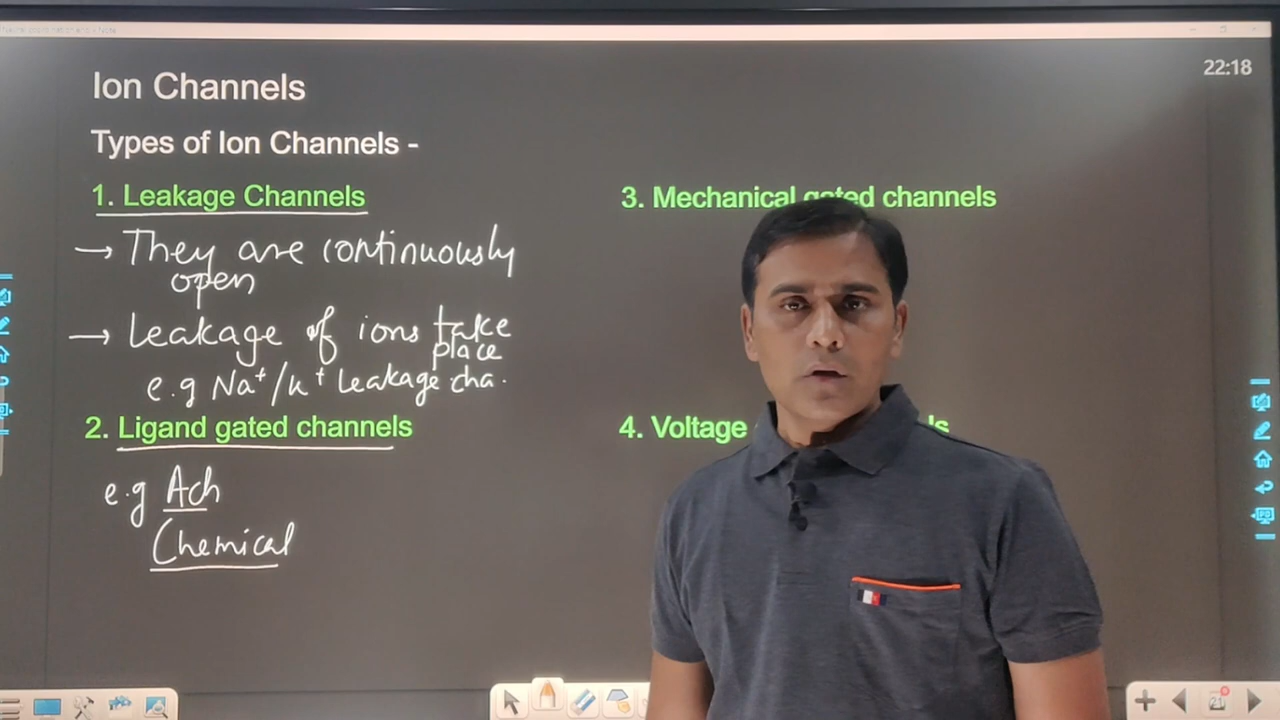 22:18
Ion Channels
Types of Ion Channels -
1. Leakage Channels
→ They are continuously
open
→ Leakage of ions take
place
e.g Na+/K+ Leakage cha.
2. Ligand gated channels
e.g Ach
Chemical
3. Mechanical gated channels
4. Voltage